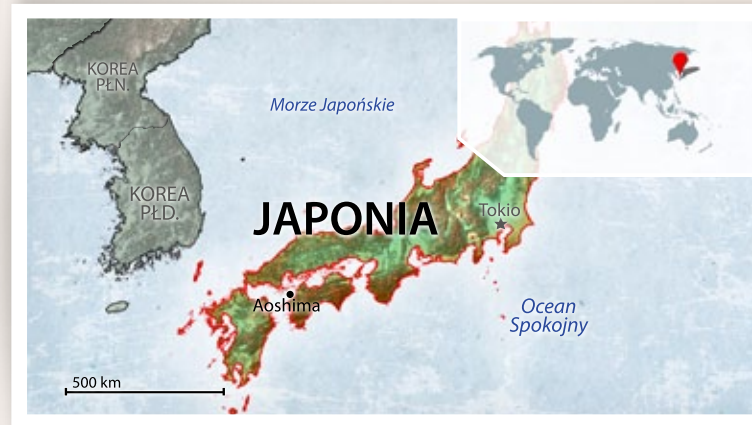 KOREA
PŁN.
Morze Japońskie
KOREA
PŁD.
JAPONIA
Tokio
Aoshima
Ocean
Spokojny
500 km